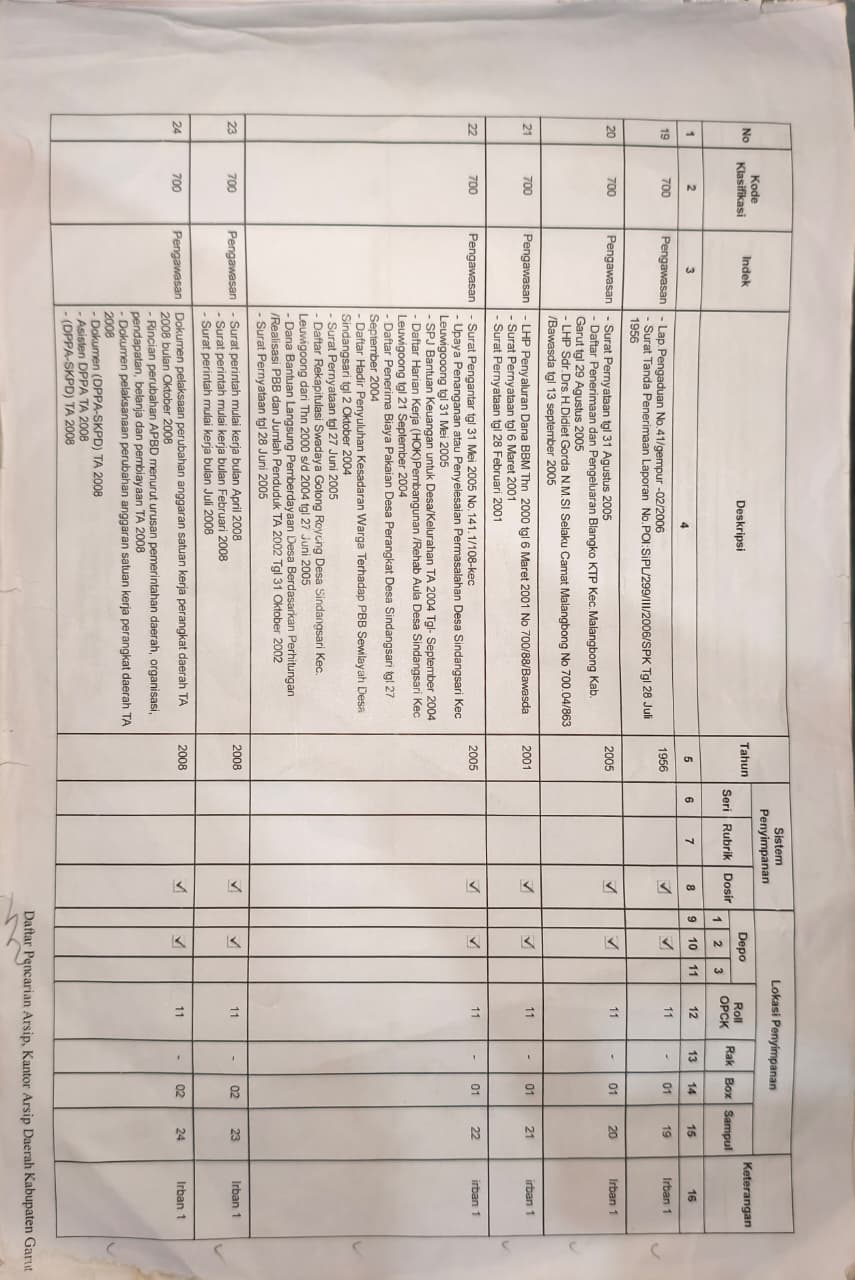 No Kode Klasifikasi Indek Deskripsi Tahun Sistem Penyimpanan Lokasi Penyimpanan Keterangan
Seri Rubrik Dosir Depo Roll OPCK Rak Box Sampul
1 2 3
1 2 3 4 5 6 7 8 9 10 11 12 13 14 15 16
19 700 Pengawasan - Lap.Pengaduan No.41/gempur -02/2006 1956 ✓ ✓ 11 - 01 19 Irban 1
- Surat Tanda Penerimaan Laporan No.POI:SiPL/299/III/2006/SPK Tgl 28 Juli
1956
20 700 Pengawasan - Surat Pernyataan tgl 31 Agustus 2005 2005 ✓ ✓ 11 - 01 20 Irban 1
- Daftar Penerimaan dan Pengeluaran Blangko KTP Kec.Malangbong Kab.
Garut tgl 29 Agustus 2005
- LHP Sdr.Drs.H.Didiet Gorda N.M.SI Selaku Camat Malangbong No 700.04/863
/Bawasda tgl 13 september 2005
21 700 Pengawasan - LHP Penyaluran Dana BBM Thn 2000 tgl 6 Maret 2001 No 700/88/Bawasda 2001 ✓ ✓ 11 - 01 21 irban 1
- Surat Pernyataan tgl 6 Maret 2001
- Surat Pernyataan tgl 28 Februari 2001
22 700 Pengawasan - Surat Pengantar tgl 31 Mei 2005 No.141.1/108-kec 2005 ✓ ✓ 11 - 01 22 irban 1
- Upaya Penanganan atau Penyelesaian Permasalahan Desa Sindangsari Kec
Leuwigooong tgl 31 Mei 2005
- SPJ Bantuan Keuangan untuk Desa/Kelurahan TA 2004 Tgl- September 2004
- Daftar Harian Kerja (HOK)Pembangunan /Rehab Aula Desa Sindangsari Kec
Leuwigoong tgl 21 September 2004
- Daftar Penerima Biaya Pakaian Desa Perangkat Desa Sindangsari tgl 27
September 2004
- Daftar Hadir Penyuluhan Kesadaran Warga Terhadap PBB Sewilayah Desa
Sindangsari tgl 2 Oktober 2004
- Surat Pernyataan tgl 27 Juni 2005
- Daftar Rekapitulasi Swadaya Gotong Royong Desa Sindangsari Kec.
Leuwigoong dari Thn 2000 s/d 2004 tgl 27 Juni 2005
- Dana Bantuan Langsung Pemberdayaan Desa Berdasarkan Perhitungan
/Realisasi PBB dan Jumlah Penduduk TA 2002 Tgl 31 Oktober 2002
- Surat Pernyataan tgl 28 Juni 2005
23 700 Pengawasan - Surat perintah mulai kerja bulan April 2008 2008 ✓ ✓ 11 - 02 23 Irban 1
- Surat perintah mulai kerja bulan Februari 2008
- Surat perintah mulai kerja bulan Juli 2008
24 700 Pengawasan Dokumen pelaksaan perubahan anggaran satuan kerja perangkat daerah TA 2008 ✓ ✓ 11 - 02 24 Irban 1
2008 bulan Oktober 2008
- Rincian perubahan APBD menurut urusan pemerintahan daerah, organisasi,
pendapatan, belanja dan pembiayaan TA 2008
- Dokumen pelaksanaan perubahan anggaran satuan kerja perangkat daerah TA
2008
- Dokumen (DPPA-SKPD) TA 2008
- Asisten DPPA TA 2008
- (DPPA-SKPD) TA 2008
Daftar Pencarian Arsip, Kantor Arsip Daerah Kabupaten Garut